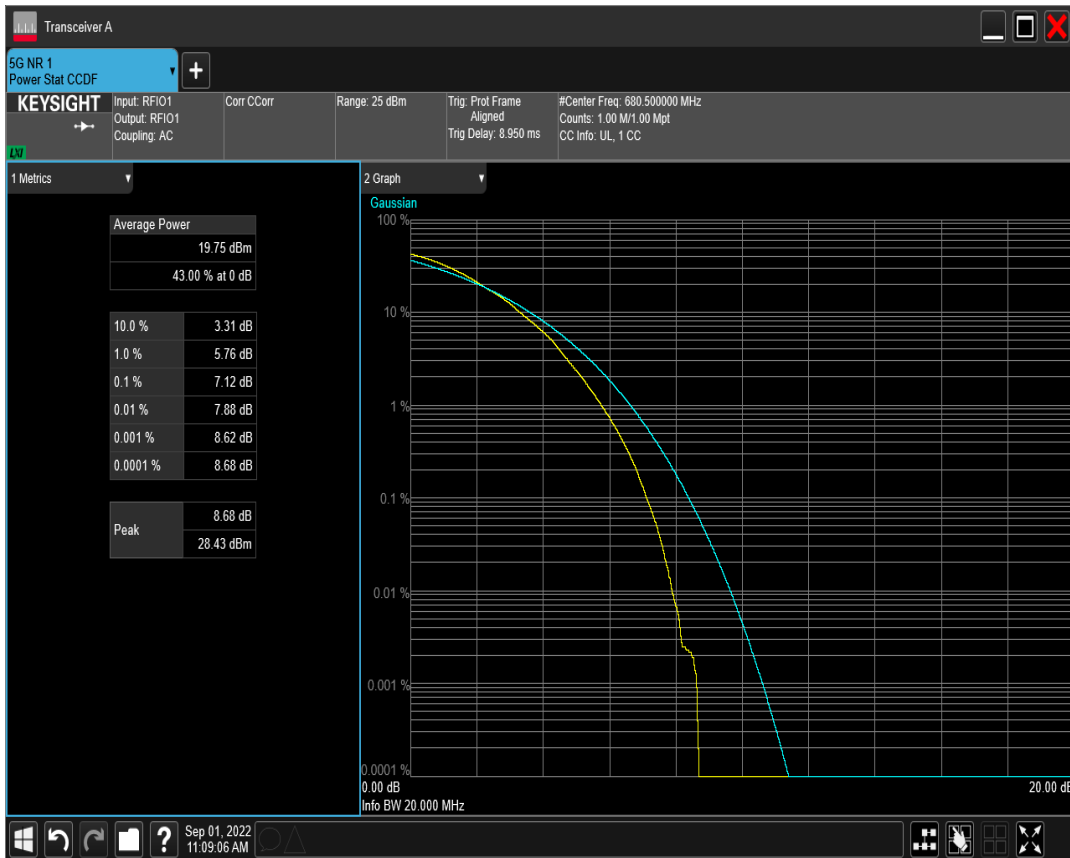 Transceiver A
5G NR 1
Power Stat CCDF
+
KEYSIGHT
LXI
Input: RFIO1
Output: RFIO1
Coupling: AC
Corr CCorr
Range: 25 dBm
Trig: Prot Frame
Aligned
Trig Delay: 8.950 ms
#Center Freq: 680.500000 MHz
Counts: 1.00 M/1.00 Mpt
CC Info: UL, 1 CC
1 Metrics
Average Power
19.75 dBm
43.00 % at 0 dB
10.0 % 3.31 dB
1.0 % 5.76 dB
0.1 % 7.12 dB
0.01 % 7.88 dB
0.001 % 8.62 dB
0.0001 % 8.68 dB
Peak
8.68 dB
28.43 dBm
2 Graph
Gaussian
100 %
10 %
1 %
0.1 %
0.01 %
0.001 %
0.0001 %
0.00 dB
20.00 dB
Info BW 20.000 MHz
?
Sep 01, 2022
11:09:06 AM